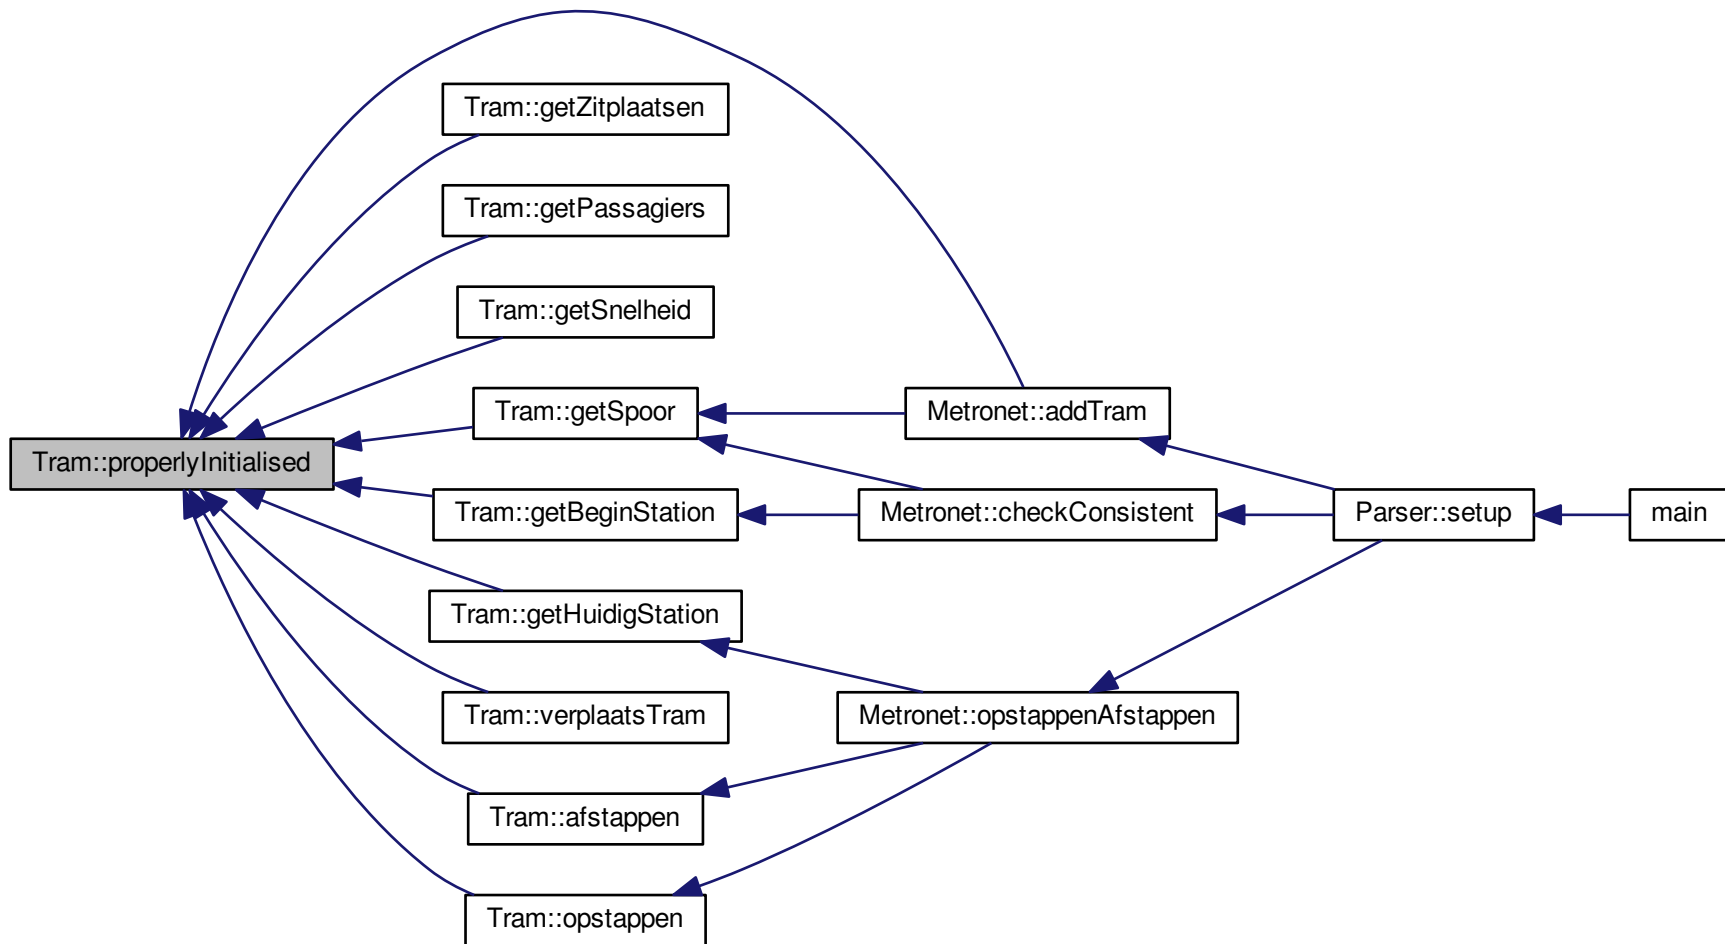 Tram::getZitplaatsen
Tram::getPassagiers
Tram::getSnelheid
Tram::getSpoor
Metronet::addTram
Tram::properlyInitialised
Tram::getBeginStation
Metronet::checkConsistent
Parser::setup
main
Tram::getHuidigStation
Tram::verplaatsTram
Metronet::opstappenAfstappen
Tram::afstappen
Tram::opstappen